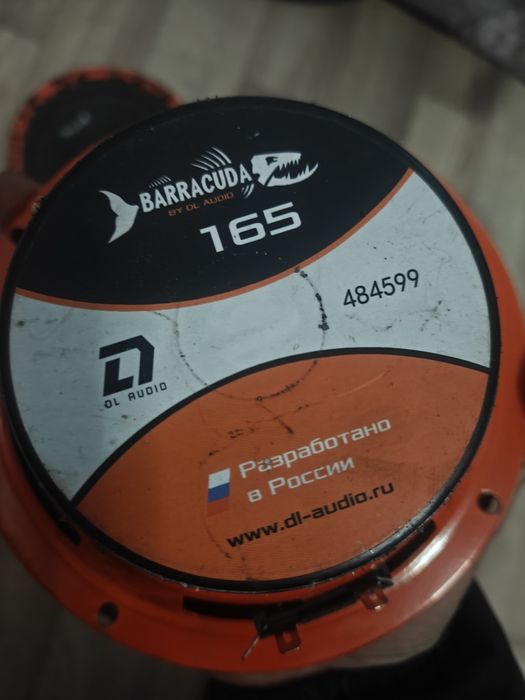 BARRACUDA
BY DL AUDIO
165
484599
DL AUDIO
Разработано
в России
www.dl-audio.ru